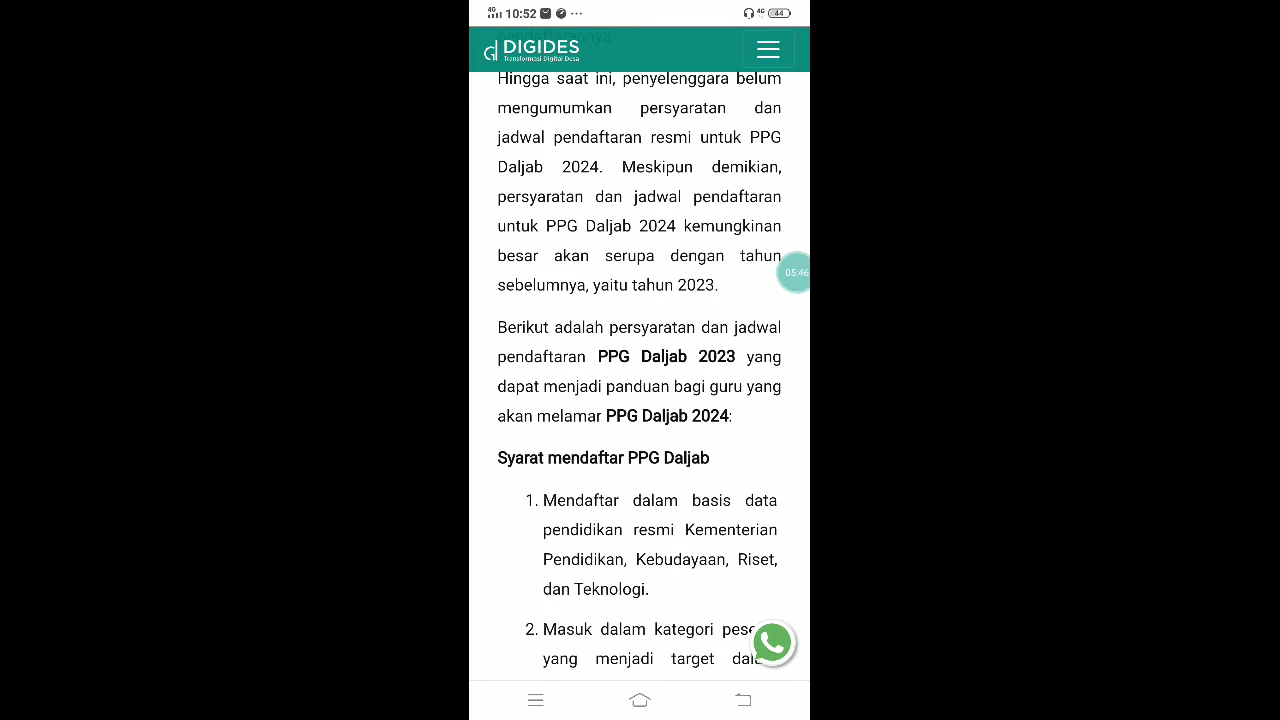 4G 10:52 4G 44
pendaftarannya.
DIGIDES
Transformasi Digital Desa
Hingga saat ini, penyelenggara belum
mengumumkan persyaratan dan
jadwal pendaftaran resmi untuk PPG
Daljab 2024. Meskipun demikian,
persyaratan dan jadwal pendaftaran
untuk PPG Daljab 2024 kemungkinan
besar akan serupa dengan tahun
sebelumnya, yaitu tahun 2023.
05:46
Berikut adalah persyaratan dan jadwal
pendaftaran PPG Daljab 2023 yang
dapat menjadi panduan bagi guru yang
akan melamar PPG Daljab 2024:
Syarat mendaftar PPG Daljab
1. Mendaftar dalam basis data
pendidikan resmi Kementerian
Pendidikan, Kebudayaan, Riset,
dan Teknologi.
2. Masuk dalam kategori
yang menjadi target